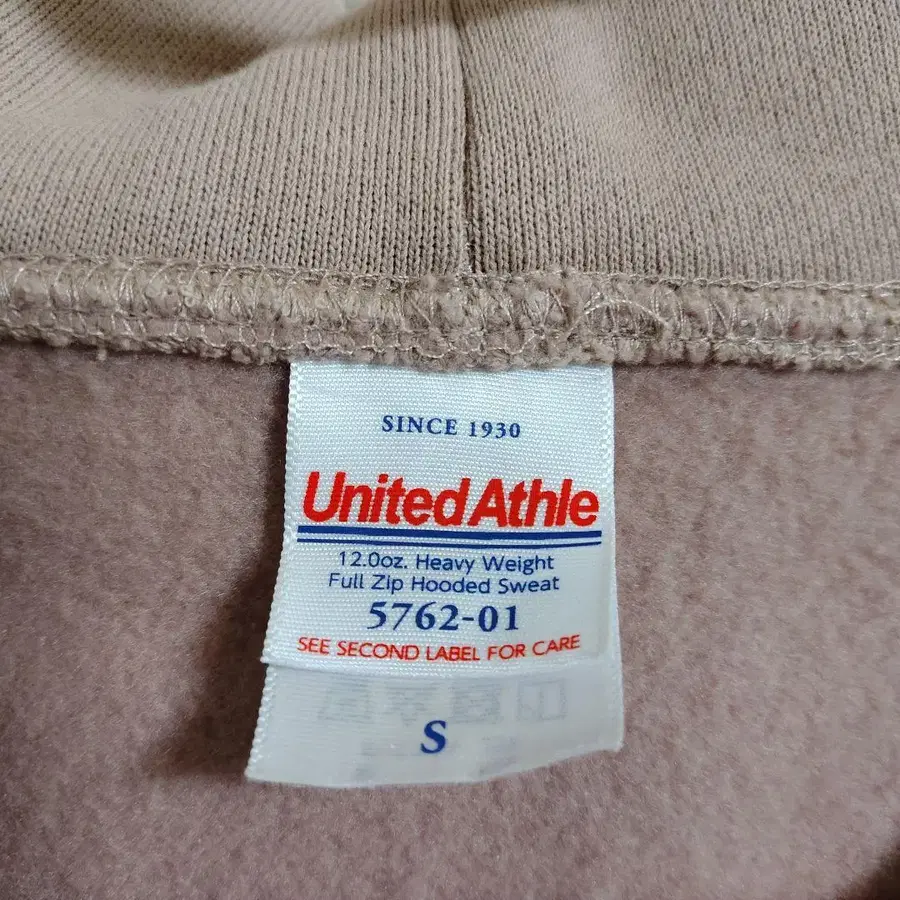 SINCE 1930
United Athle
12.0oz. Heavy Weight
Full Zip Hooded Sweat
5762-01
SEE SECOND LABEL FOR CARE
S